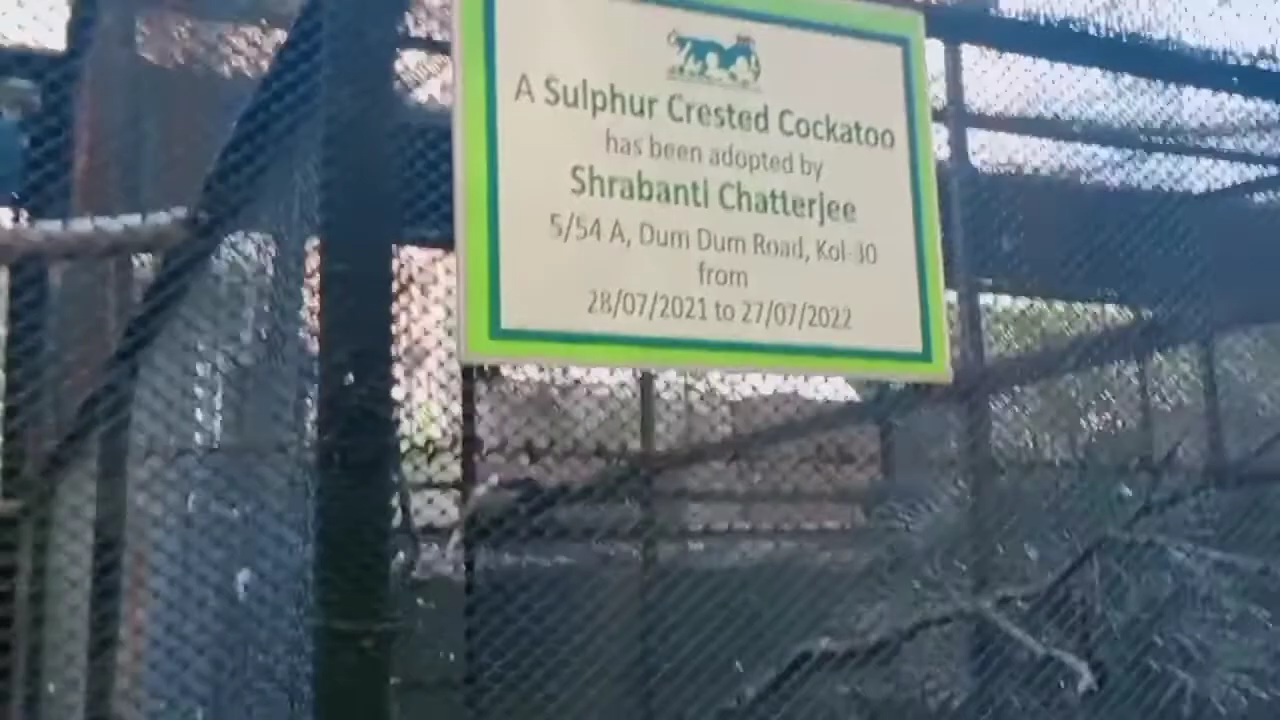 A Sulphur Crested Cockatoo
has been adopted by
Shrabanti Chatterjee
5/54 A, Dum Dum Road, Kol-30
from
28/07/2021 to 27/07/2022